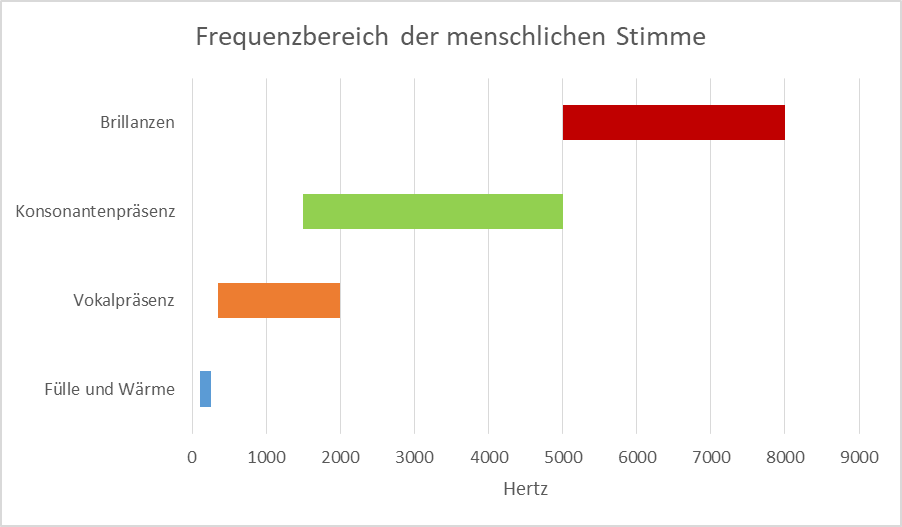 Frequenzbereich der menschlichen Stimme
Brillanzen
Konsonantenpräsenz
Vokalpräsenz
Fülle und Wärme
0 1000 2000 3000 4000 5000 6000 7000 8000 9000
Hertz